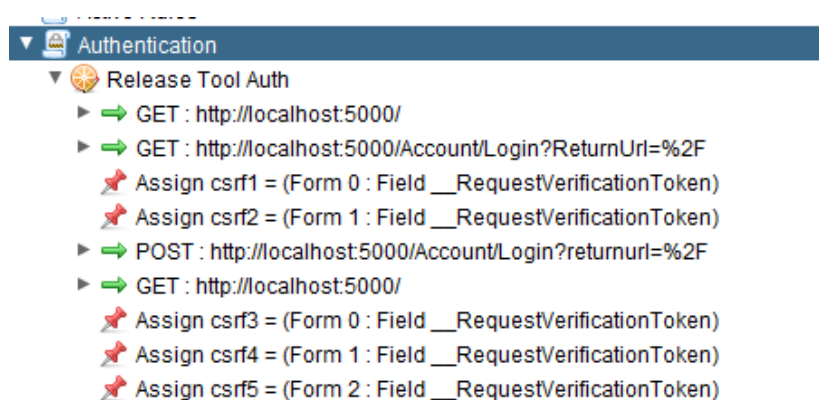 Authentication
Release Tool Auth
GET : http://localhost:5000/
GET : http://localhost:5000/Account/Login?ReturnUrl=%2F
Assign csrf1 = (Form 0 : Field __RequestVerificationToken)
Assign csrf2 = (Form 1 : Field __RequestVerificationToken)
POST : http://localhost:5000/Account/Login?returnurl=%2F
GET : http://localhost:5000/
Assign csrf3 = (Form 0 : Field __RequestVerificationToken)
Assign csrf4 = (Form 1 : Field __RequestVerificationToken)
Assign csrf5 = (Form 2 : Field __RequestVerificationToken)